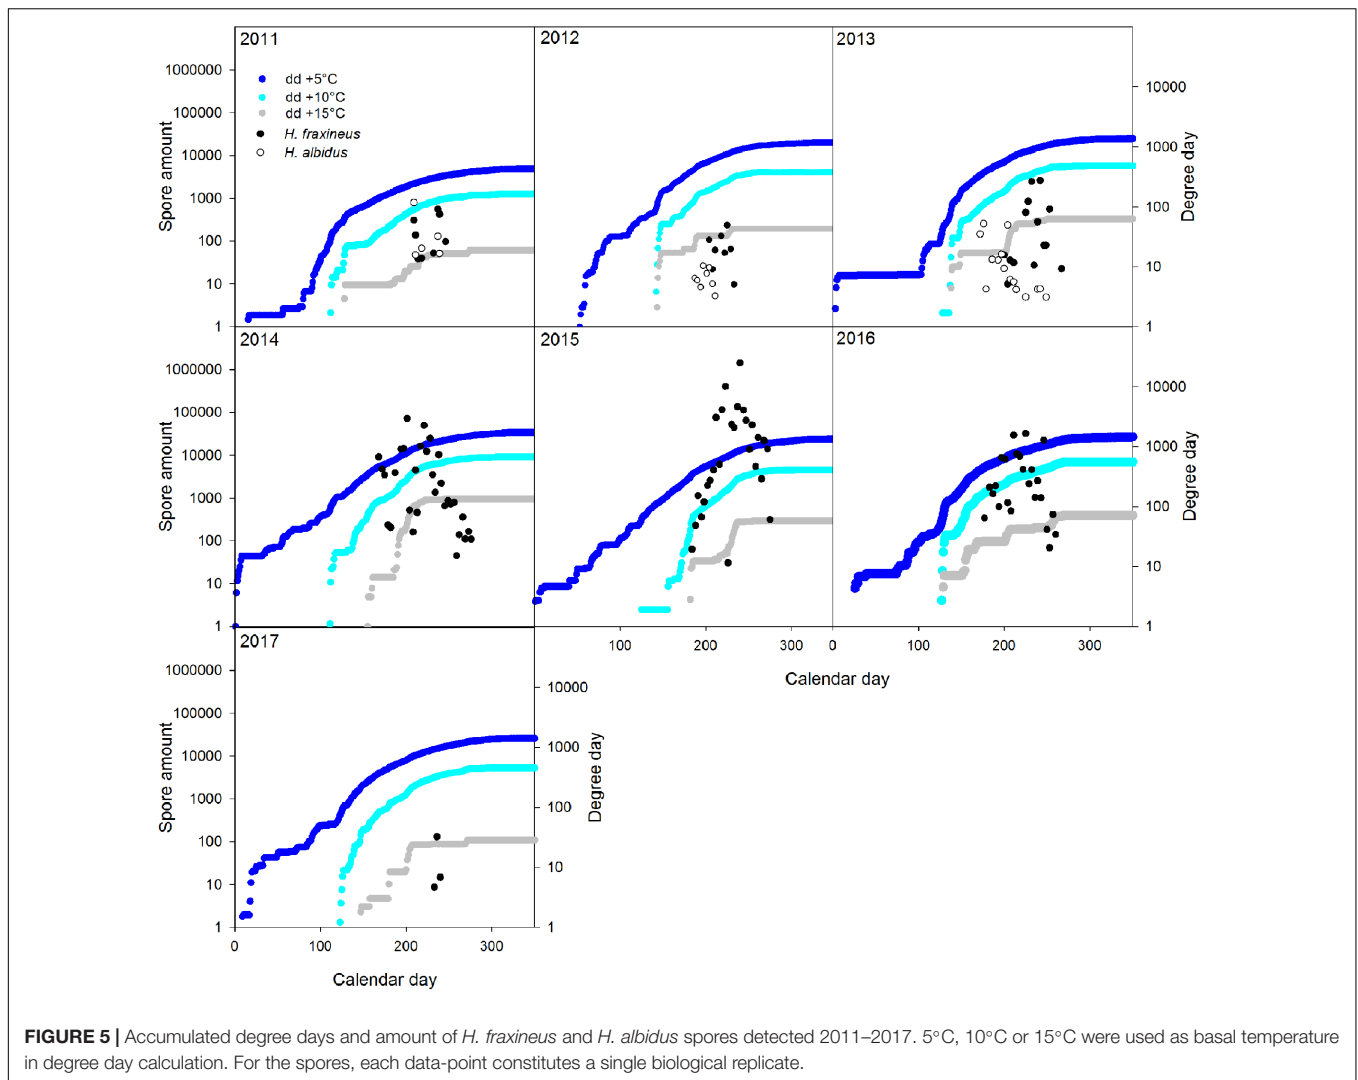 2011
2012
2013
1000000
100000
10000
1000
100
10
1
Spore amount
dd +5°C
dd +10°C
dd +15°C
H. fraxineus
H. albidus
10000
1000
100
10
1
Degree day
2014
2015
2016
1000000
100000
10000
1000
100
10
1
Spore amount
10000
1000
100
10
1
Degree day
100 200 300 0 100 200 300
Calendar day
2017
1000000
100000
10000
1000
100
10
1
Spore amount
10000
1000
100
10
1
Degree day
0 100 200 300
Calendar day
FIGURE 5 | Accumulated degree days and amount of H. fraxineus and H. albidus spores detected 2011–2017. 5°C, 10°C or 15°C were used as basal temperature
in degree day calculation. For the spores, each data-point constitutes a single biological replicate.